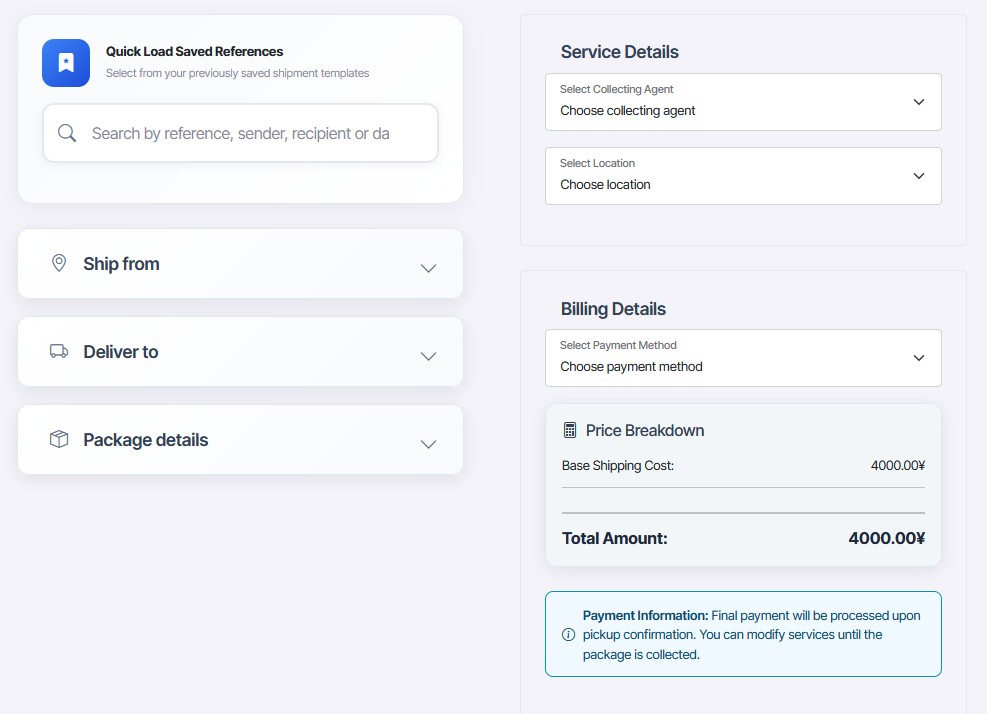 Quick Load Saved References
Select from your previously saved shipment templates
Search by reference, sender, recipient or da
Ship from
Deliver to
Package details
Service Details
Select Collecting Agent
Choose collecting agent
Select Location
Choose location
Billing Details
Select Payment Method
Choose payment method
Price Breakdown
Base Shipping Cost: 4000.00¥
Total Amount: 4000.00¥
Payment Information: Final payment will be processed upon
pickup confirmation. You can modify services until the
package is collected.